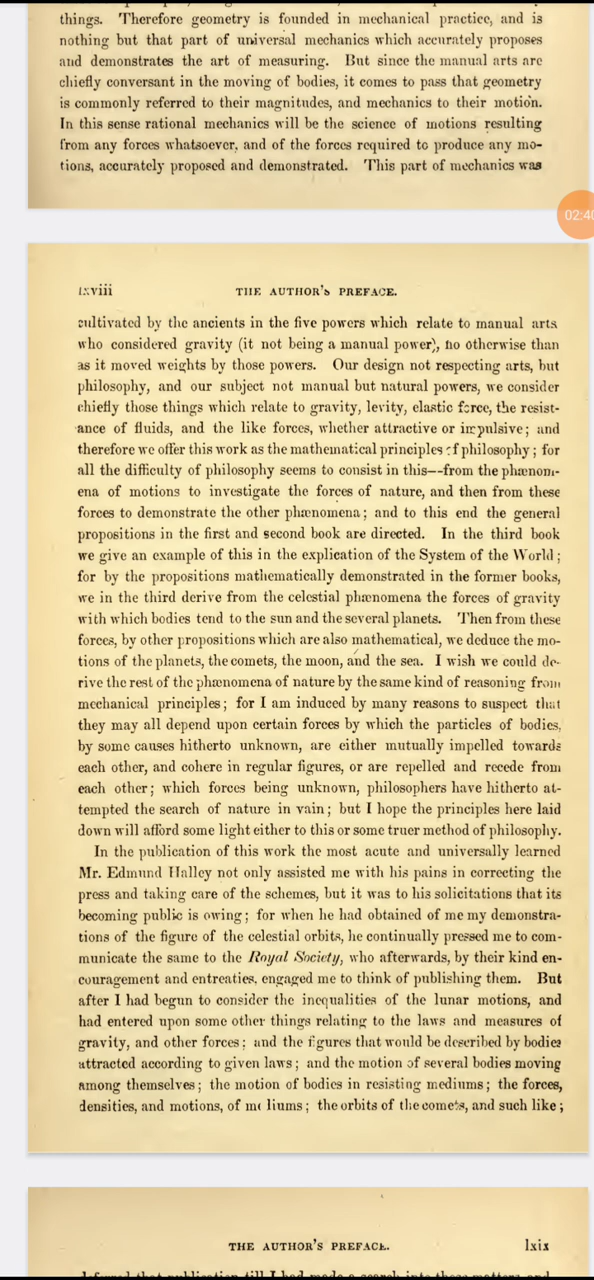 things. Therefore geometry is founded in mechanical practice, and is
nothing but that part of universal mechanics which accurately proposes
and demonstrates the art of measuring. But since the manual arts are
chiefly conversant in the moving of bodies, it comes to pass that geometry
is commonly referred to their magnitudes, and mechanics to their motion.
In this sense rational mechanics will be the science of motions resulting
from any forces whatsoever, and of the forces required to produce any mo-
tions, accurately proposed and demonstrated. This part of mechanics was
02:40
lxviii THE AUTHOR'S PREFACE.
cultivated by the ancients in the five powers which relate to manual arts
who considered gravity (it not being a manual power), no otherwise than
as it moved weights by those powers. Our design not respecting arts, but
philosophy, and our subject not manual but natural powers, we consider
chiefly those things which relate to gravity, levity, elastic force, the resist-
ance of fluids, and the like forces, whether attractive or impulsive; and
therefore we offer this work as the mathematical principles of philosophy; for
all the difficulty of philosophy seems to consist in this--from the phænom-
ena of motions to investigate the forces of nature, and then from these
forces to demonstrate the other phænomena; and to this end the general
propositions in the first and second book are directed. In the third book
we give an example of this in the explication of the System of the World;
for by the propositions mathematically demonstrated in the former books,
we in the third derive from the celestial phænomena the forces of gravity
with which bodies tend to the sun and the several planets. Then from these
forces, by other propositions which are also mathematical, we deduce the mo-
tions of the planets, the comets, the moon, and the sea. I wish we could de-
rive the rest of the phænomena of nature by the same kind of reasoning from
mechanical principles; for I am induced by many reasons to suspect that
they may all depend upon certain forces by which the particles of bodies,
by some causes hitherto unknown, are either mutually impelled towards
each other, and cohere in regular figures, or are repelled and recede from
each other; which forces being unknown, philosophers have hitherto at-
tempted the search of nature in vain; but I hope the principles here laid
down will afford some light either to this or some truer method of philosophy.
In the publication of this work the most acute and universally learned
Mr. Edmund Halley not only assisted me with his pains in correcting the
press and taking care of the schemes, but it was to his solicitations that its
becoming public is owing; for when he had obtained of me my demonstra-
tions of the figure of the celestial orbits, he continually pressed me to com-
municate the same to the Royal Society, who afterwards, by their kind en-
couragement and entreaties, engaged me to think of publishing them. But
after I had begun to consider the inequalities of the lunar motions, and
had entered upon some other things relating to the laws and measures of
gravity, and other forces; and the figures that would be described by bodies
attracted according to given laws; and the motion of several bodies moving
among themselves; the motion of bodies in resisting mediums; the forces,
densities, and motions, of mediums; the orbits of the comets, and such like;
THE AUTHOR'S PREFACE. lxix